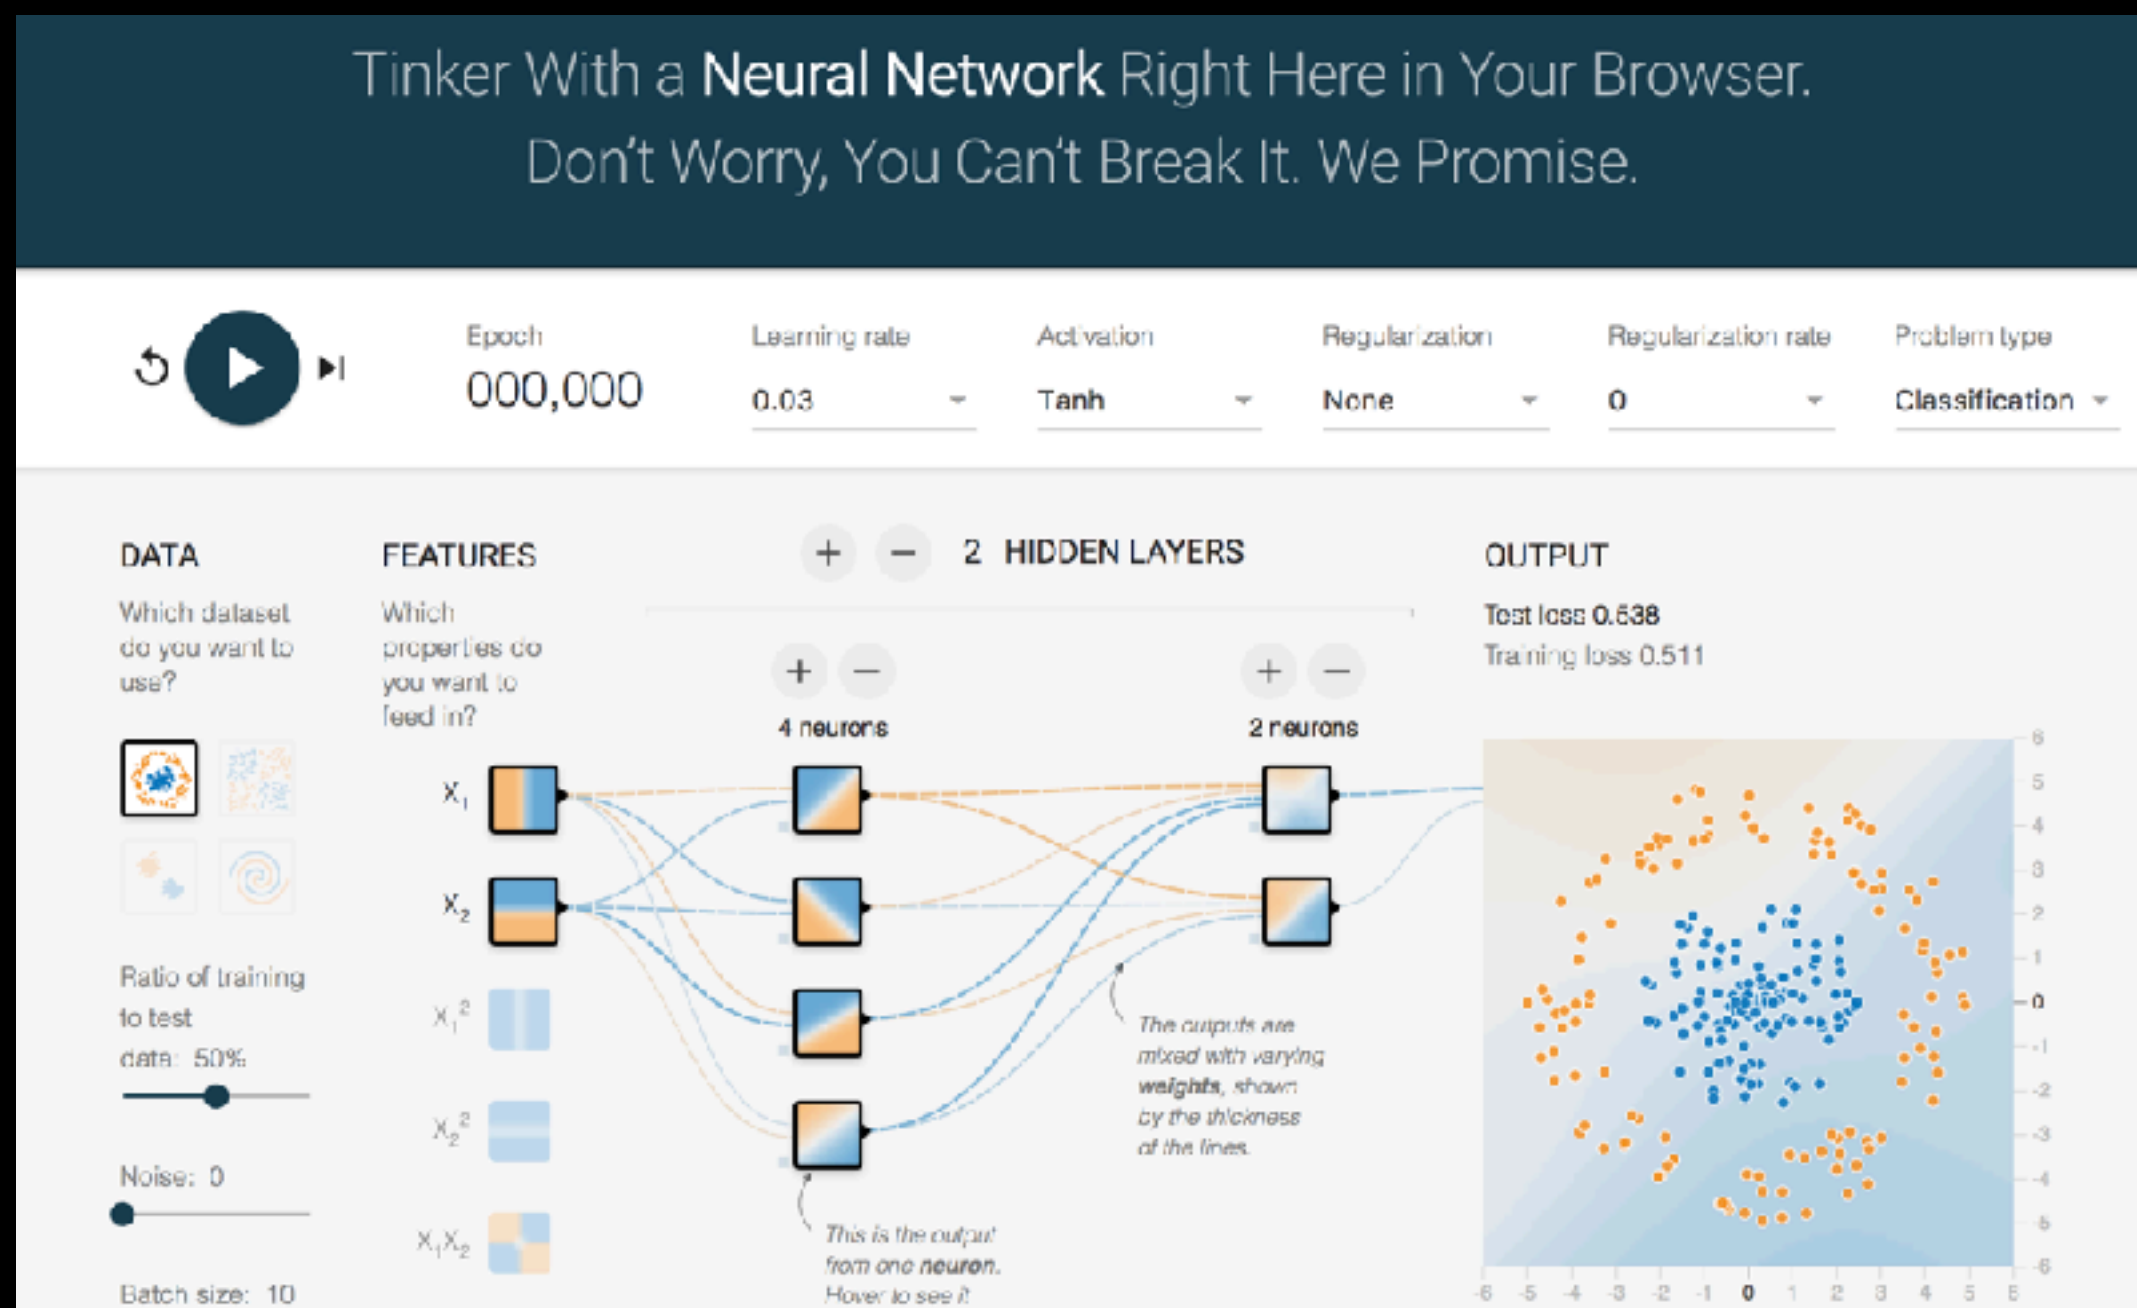 Tinker With a Neural Network Right Here in Your Browser.
Don't Worry, You Can't Break It. We Promise.
Epoch
000,000
Learning rate
0.03
Activation
Tanh
Regularization
None
Regularization rate
0
Problem type
Classification
DATA
Which dataset
do you want to
use?
Ratio of training
to test
data: 50%
Noise: 0
Batch size: 10
FEATURES
Which
properties do
you want to
feed in?
X₁
X₂
X₁²
X₂²
X₁X₂
+ − 2 HIDDEN LAYERS
+ −
4 neurons
+ −
2 neurons
The outputs are
mixed with varying
weights, shown
by the thickness
of the lines.
This is the output
from one neuron.
Hover to see it
OUTPUT
Test loss 0.538
Training loss 0.511
6
5
4
3
2
1
0
-1
-2
-3
-4
-5
-6
-6 -5 -4 -3 -2 -1 0 1 2 3 4 5 6